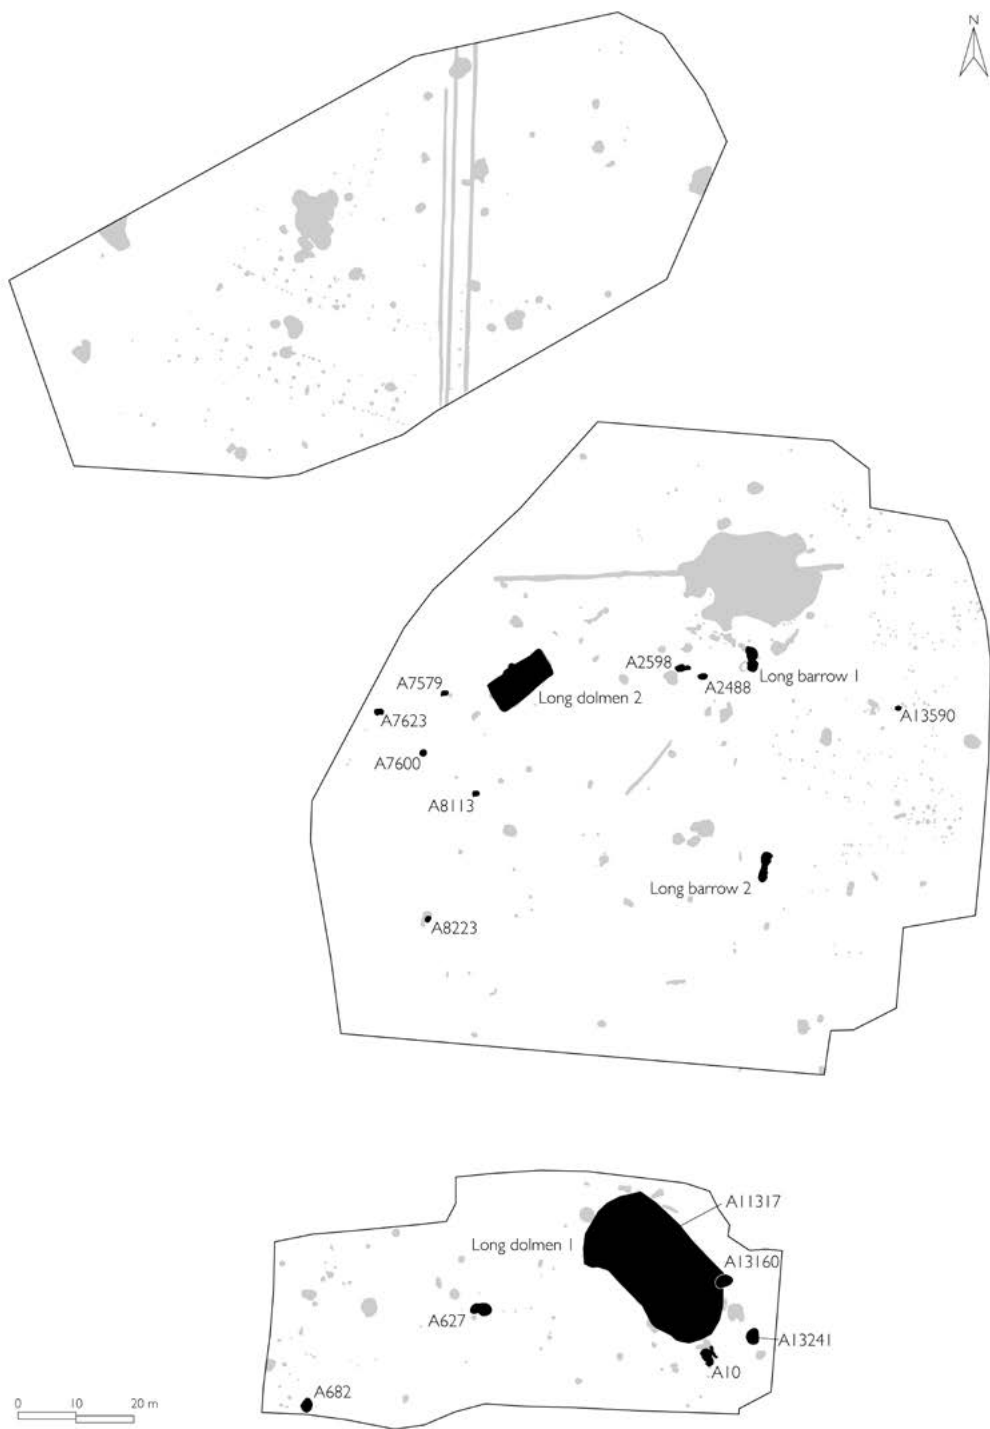 N
A2598
A7579
Long barrow 1
A2488
Long dolmen 2
A7623
A13590
A7600
A8113
Long barrow 2
A8223
A11317
Long dolmen 1
A13160
A627
A13241
A10
A682
0 10 20 m